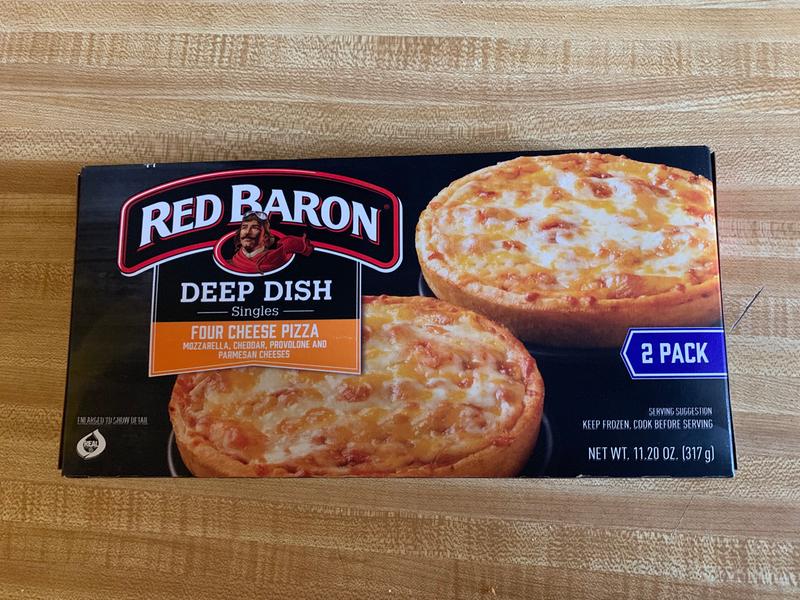 RED BARON®
DEEP DISH
Singles
FOUR CHEESE PIZZA
MOZZARELLA, CHEDDAR, PROVOLONE AND
PARMESAN CHEESES
2 PACK
ENLARGED TO SHOW DETAIL
REAL
SERVING SUGGESTION
KEEP FROZEN, COOK BEFORE SERVING
NET WT. 11.20 OZ. (317 g)